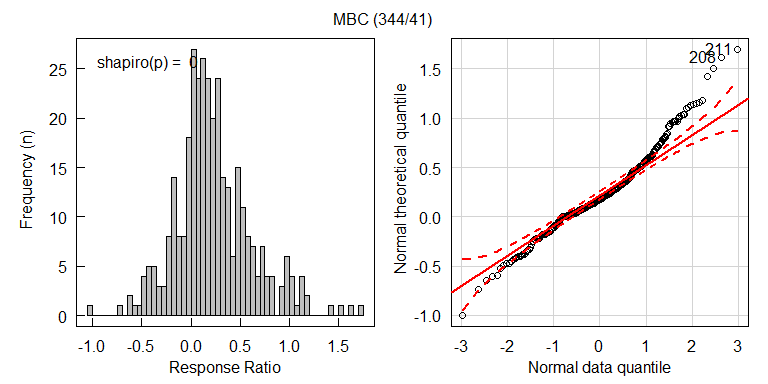 MBC (344/41)
shapiro(p) = 0
Frequency (n)
25
20
15
10
5
0
-1.0 -0.5 0.0 0.5 1.0 1.5
Response Ratio
211
208
Normal theoretical quantile
1.5
1.0
0.5
0.0
-0.5
-1.0
-3 -2 -1 0 1 2 3
Normal data quantile